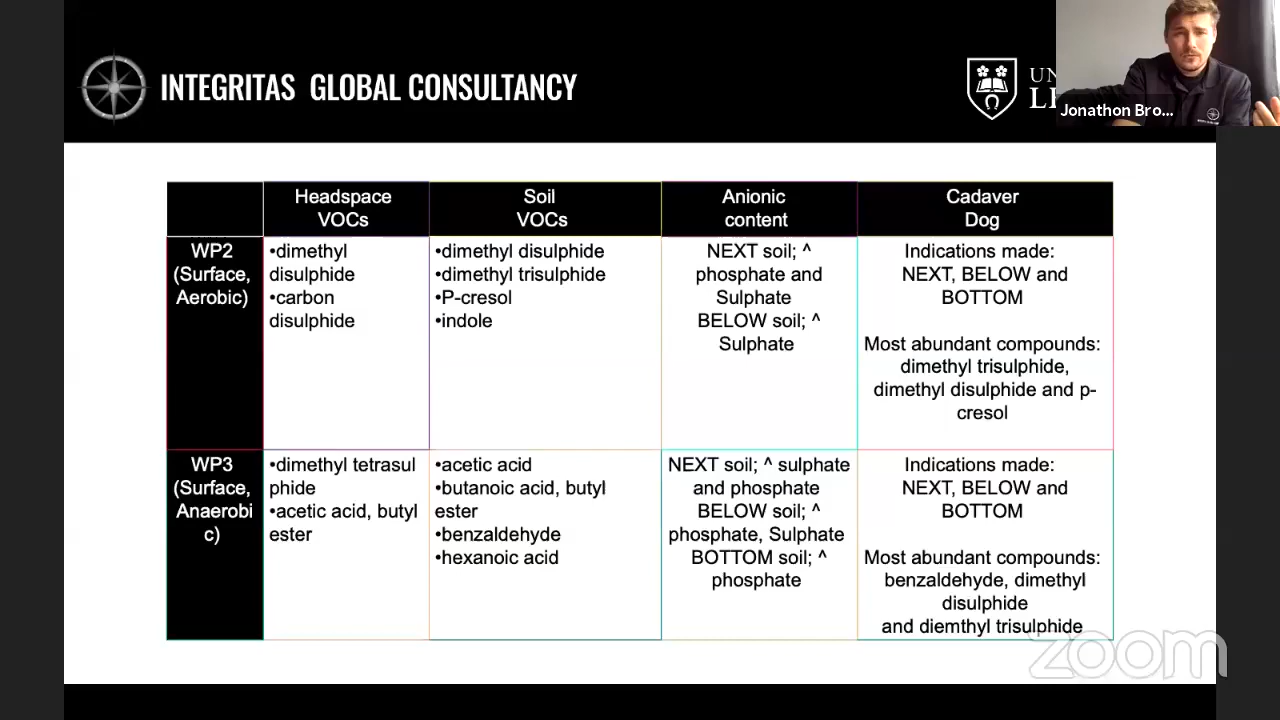 INTEGRITAS GLOBAL CONSULTANCY
Jonathon Bro...
Headspace
VOCs
Soil
VOCs
Anionic
content
Cadaver
Dog
WP2
(Surface,
Aerobic)
•dimethyl
disulphide
•carbon
disulphide
•dimethyl disulphide
•dimethyl trisulphide
•P-cresol
•indole
NEXT soil; ^
phosphate and
Sulphate
BELOW soil; ^
Sulphate
Indications made:
NEXT, BELOW and
BOTTOM
Most abundant compounds:
dimethyl trisulphide,
dimethyl disulphide and p-
cresol
WP3
(Surface,
Anaerobi
c)
•dimethyl tetrasul
phide
•acetic acid, butyl
ester
•acetic acid
•butanoic acid, butyl
ester
•benzaldehyde
•hexanoic acid
NEXT soil; ^ sulphate
and phosphate
BELOW soil; ^
phosphate, Sulphate
BOTTOM soil; ^
phosphate
Indications made:
NEXT, BELOW and
BOTTOM
Most abundant compounds:
benzaldehyde, dimethyl
disulphide
and diemthyl trisulphide
zoom